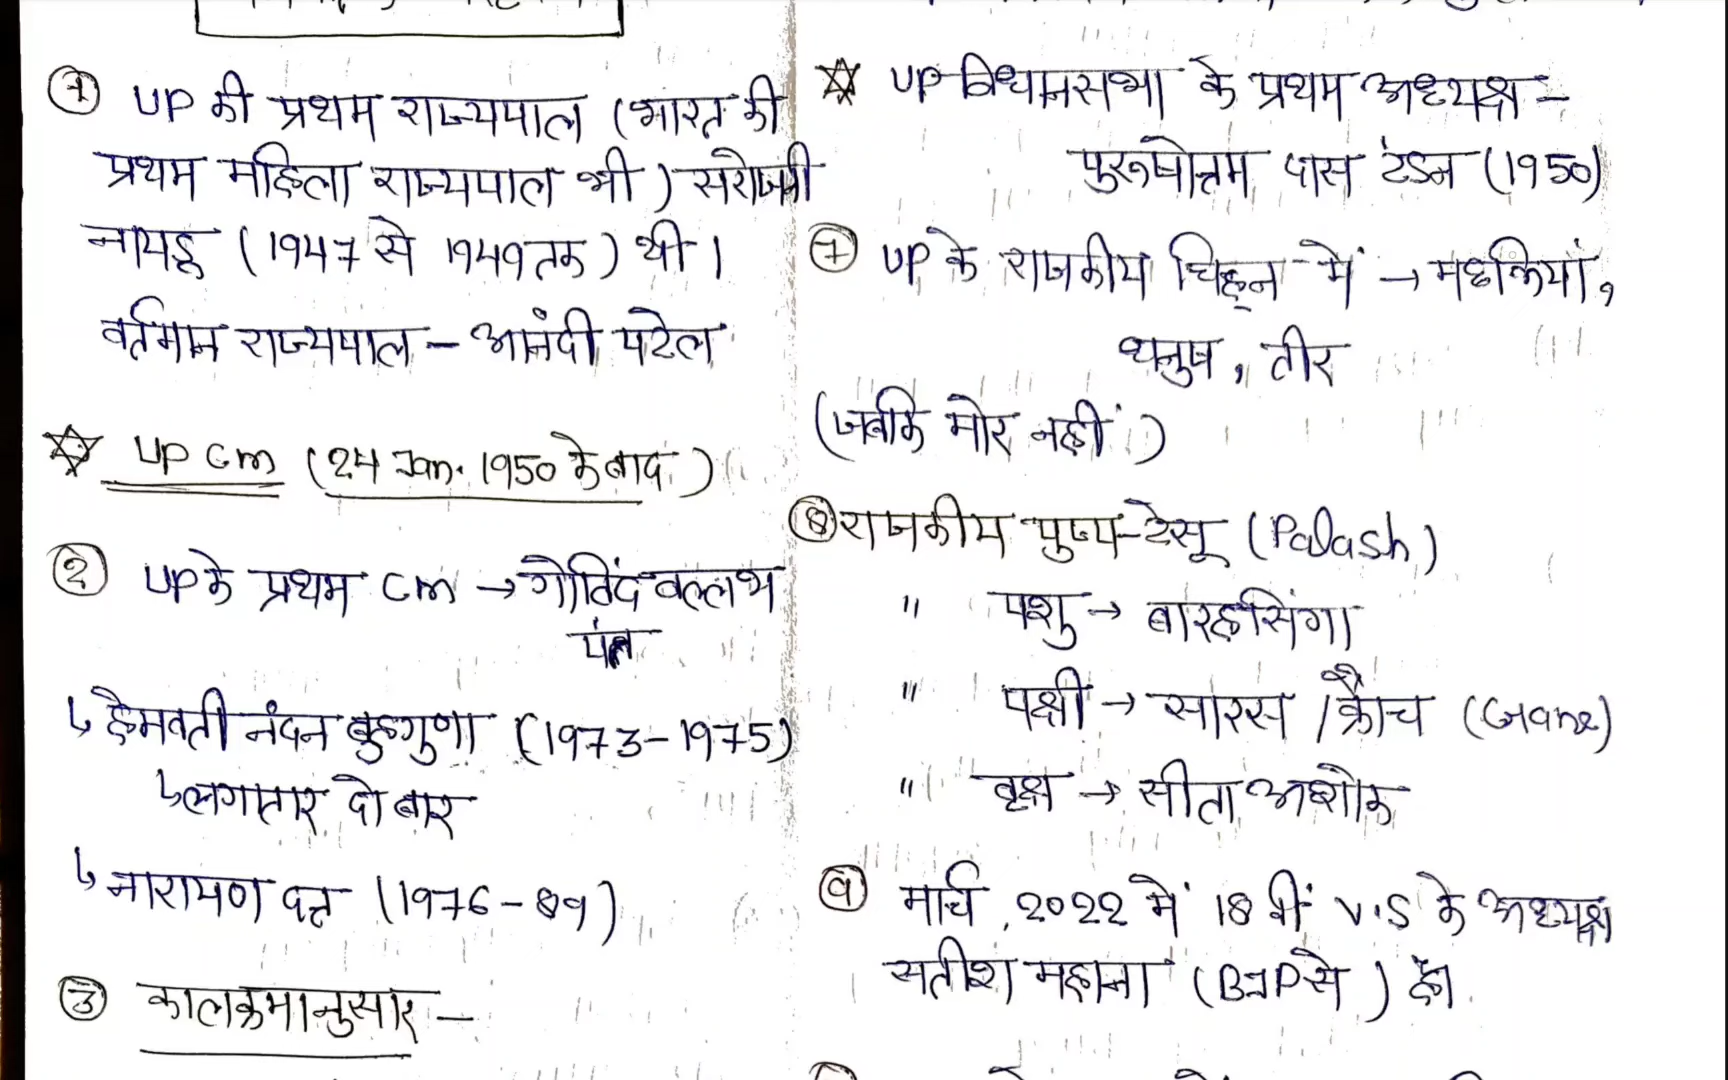 ① UP की प्रथम राज्यपाल (भारत की
प्रथम महिला राज्यपाल भी) सरोजनी
नायडू (1947 से 1949 तक) थी।
वर्तमान राज्यपाल - आनंदी पटेल
☆ UP CM (24 Jan. 1950 के बाद)
② UP के प्रथम CM → गोविंद वल्लभ
पंत
↳ हेमवती नंदन बहुगुणा (1973-1975)
↳ लगातार दो बार
↳ नारायण दत्त (1976-89)
③ कालक्रमानुसार -
☆ UP विधानसभा के प्रथम अध्यक्ष -
पुरूषोत्तम दास टंडन (1950)
⑦ UP के राजकीय चिह्न में → मछलियां,
धनुष, तीर
(जबकि मोर नहीं)
⑧ राजकीय पुष्प - टेसू (Palash)
" पशु → बारहसिंगा
" पक्षी → सारस / क्रौंच (Crane)
" वृक्ष → सीता अशोक
⑨ मार्च, 2022 में 18 वीं V.S के अध्यक्ष
सतीश महाना (BJP से) है।